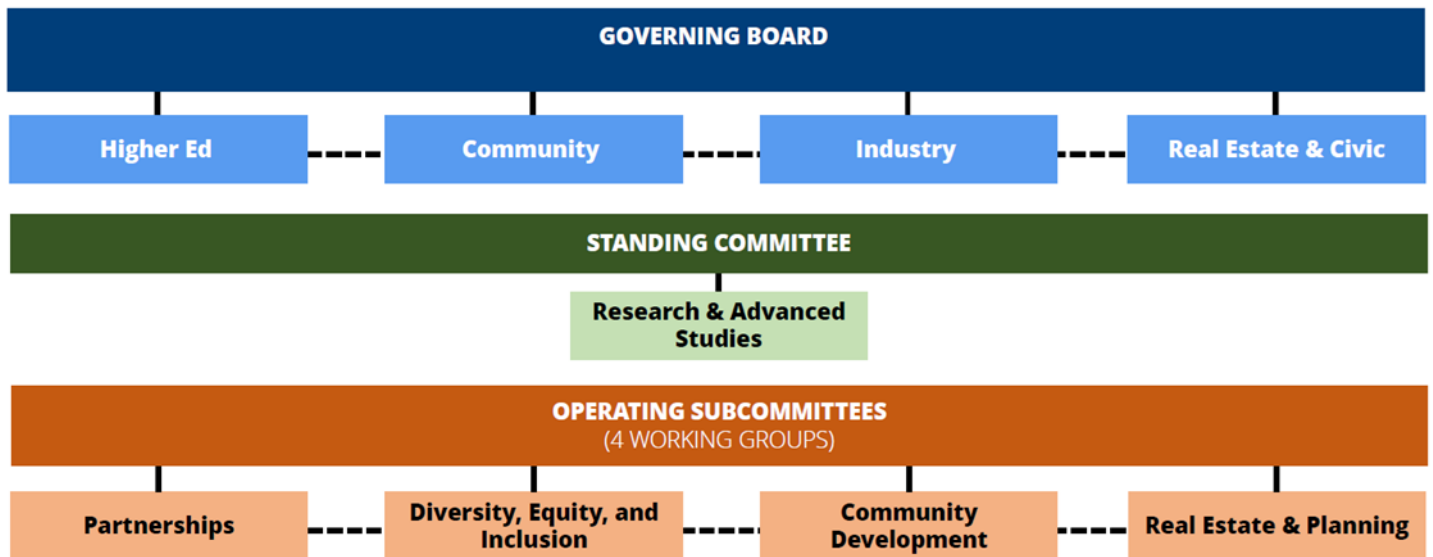 GOVERNING BOARD
Higher Ed
Community
Industry
Real Estate & Civic
STANDING COMMITTEE
Research & Advanced
Studies
OPERATING SUBCOMMITTEES
(4 WORKING GROUPS)
Partnerships
Diversity, Equity, and
Inclusion
Community
Development
Real Estate & Planning